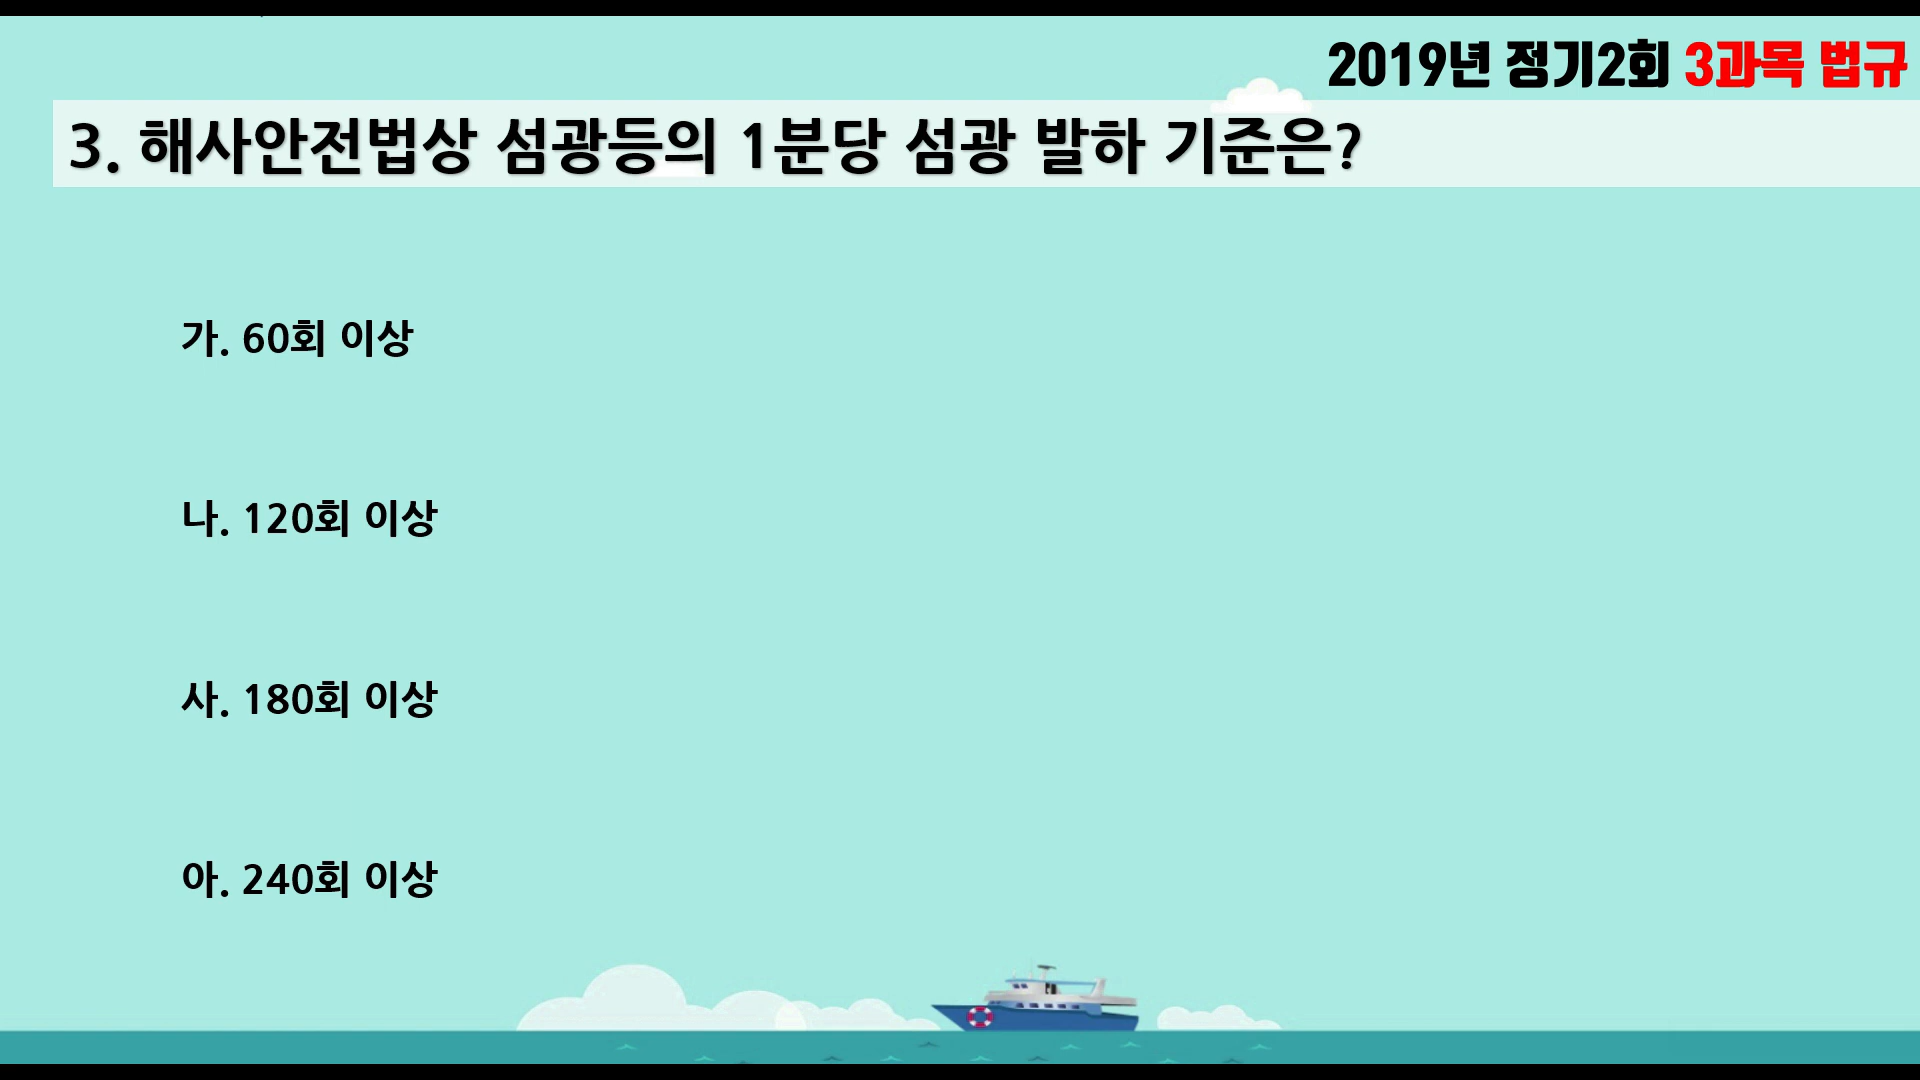 2019년 정기2회 3과목 법규
3. 해사안전법상 섬광등의 1분당 섬광 발하 기준은?
가. 60회 이상
나. 120회 이상
사. 180회 이상
아. 240회 이상